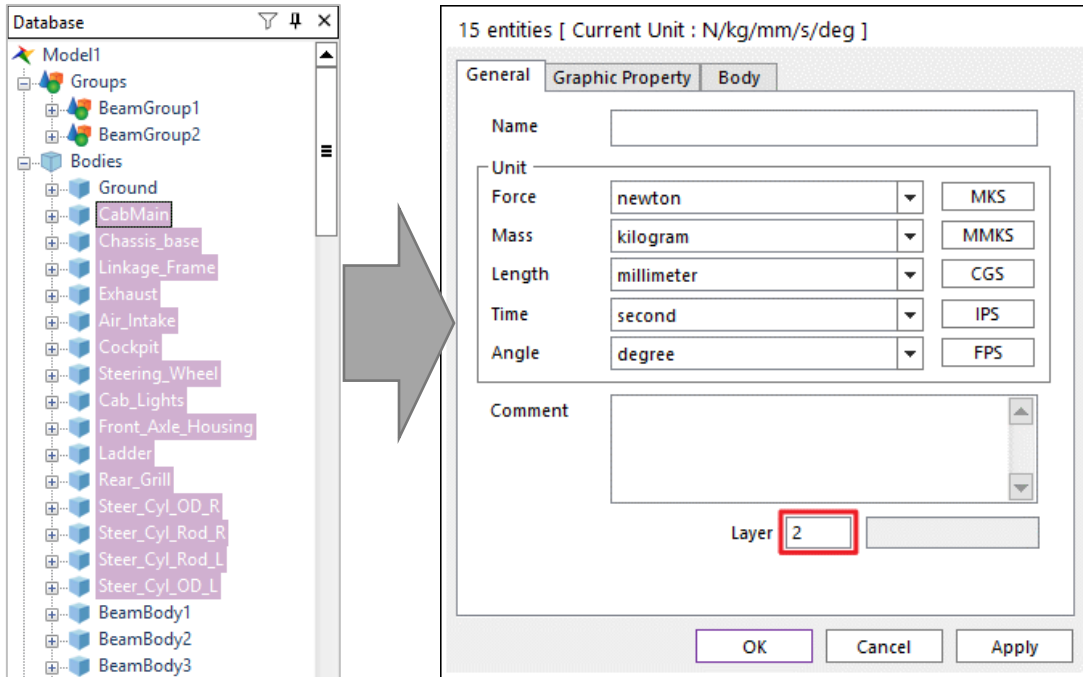 Database
Model1
Groups
BeamGroup1
BeamGroup2
Bodies
Ground
CabMain
Chassis_base
Linkage_Frame
Exhaust
Air_Intake
Cockpit
Steering_Wheel
Cab_Lights
Front_Axle_Housing
Ladder
Rear_Grill
Steer_Cyl_OD_R
Steer_Cyl_Rod_R
Steer_Cyl_Rod_L
Steer_Cyl_OD_L
BeamBody1
BeamBody2
BeamBody3
15 entities [ Current Unit : N/kg/mm/s/deg ]
General Graphic Property Body
Name
Unit
Force newton MKS
Mass kilogram MMKS
Length millimeter CGS
Time second IPS
Angle degree FPS
Comment
Layer 2
OK Cancel Apply